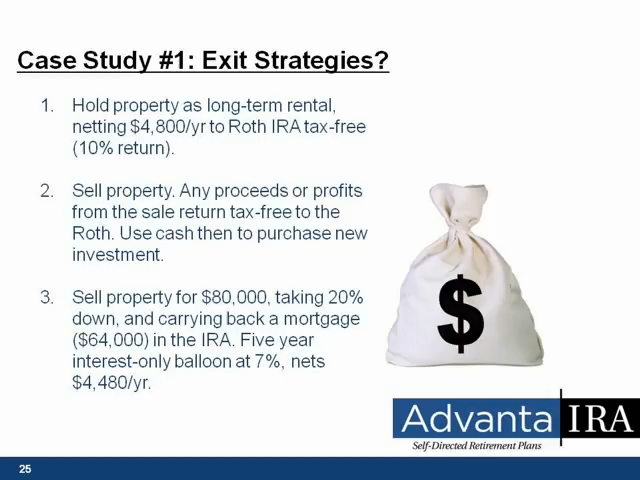 Case Study #1: Exit Strategies?
1. Hold property as long-term rental,
netting $4,800/yr to Roth IRA tax-free
(10% return).
2. Sell property. Any proceeds or profits
from the sale return tax-free to the
Roth. Use cash then to purchase new
investment.
3. Sell property for $80,000, taking 20%
down, and carrying back a mortgage
($64,000) in the IRA. Five year
interest-only balloon at 7%, nets
$4,480/yr.
$
Advanta IRA
Self-Directed Retirement Plans
25